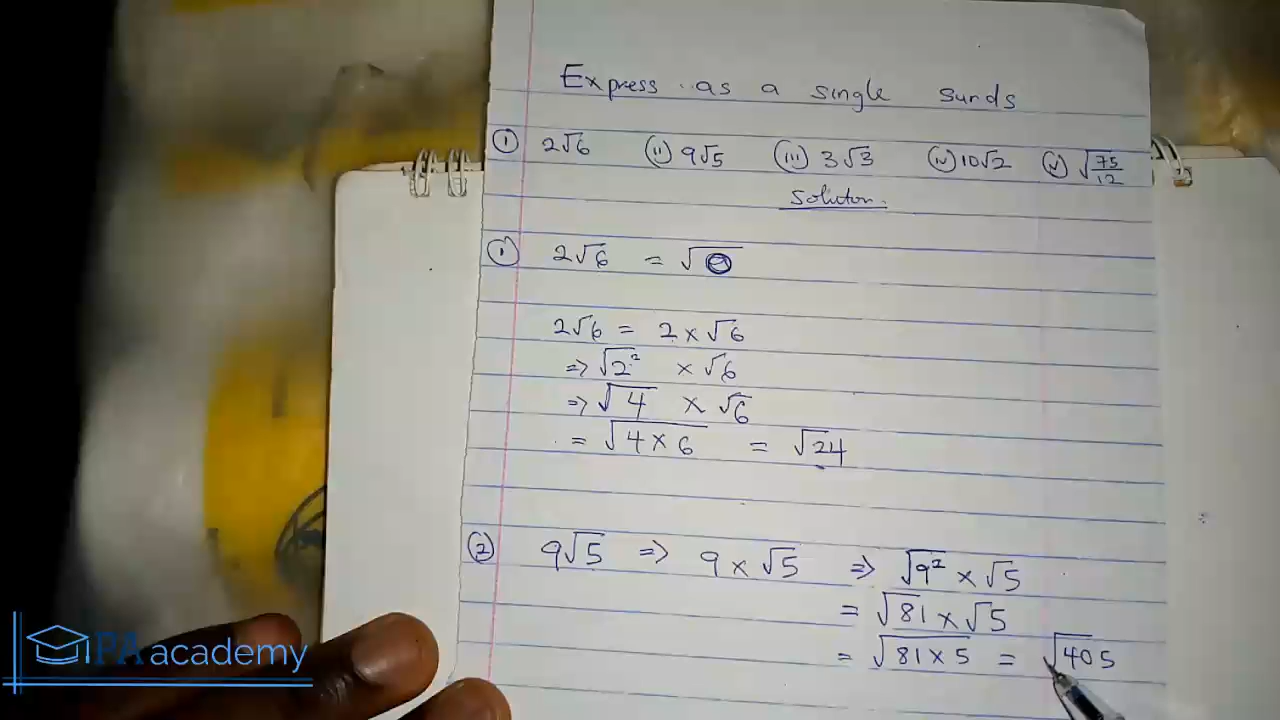 Express as a single surds
(i) 2√6 (ii) 9√5 (iii) 3√3 (iv) 10√2 (v) √75/12
Solution.
(1) 2√6 = √
2√6 = 2 × √6
⇒ √2² × √6
⇒ √4 × √6
= √4×6 = √24
(2) 9√5 ⇒ 9 × √5 ⇒ √9² × √5
= √81 × √5
= √81×5 = √405
PA academy